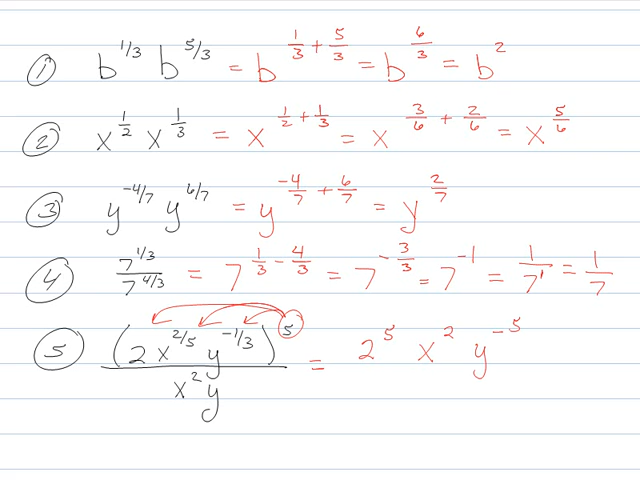 ① b^1/3 b^5/3 = b^(1/3 + 5/3) = b^(6/3) = b^2
② x^(1/2) x^(1/3) = x^(1/2 + 1/3) = x^(3/6 + 2/6) = x^(5/6)
③ y^-4/7 y^6/7 = y^(-4/7 + 6/7) = y^(2/7)
④ 7^1/3 / 7^4/3 = 7^(1/3 - 4/3) = 7^(-3/3) = 7^-1 = 1/7^1 = 1/7
⑤ (2 x^2/5 y^-1/3)^5 / x^2 y = 2^5 x^2 y^-5